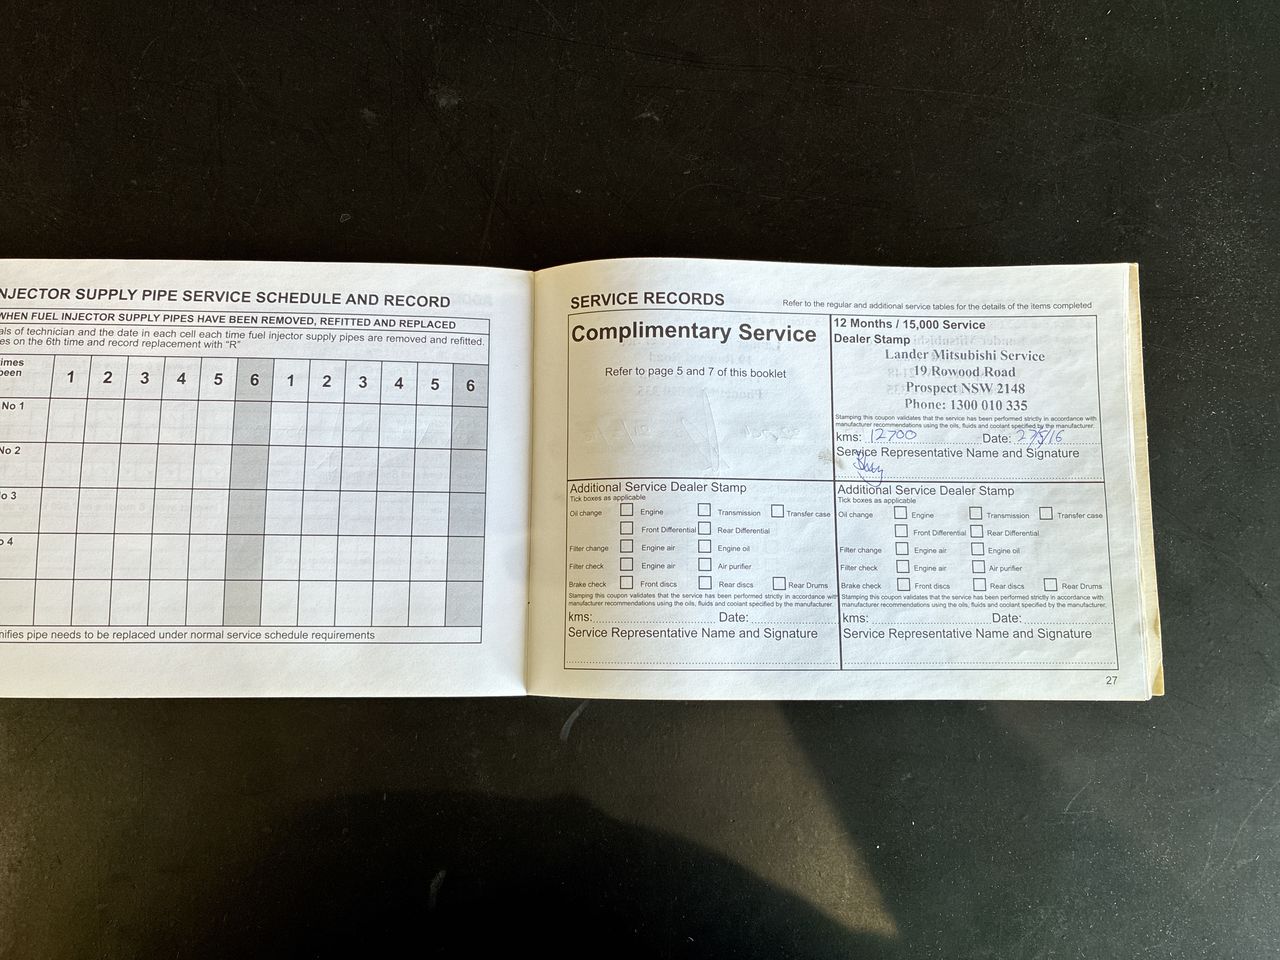 NJECTOR SUPPLY PIPE SERVICE SCHEDULE AND RECORD
WHEN FUEL INJECTOR SUPPLY PIPES HAVE BEEN REMOVED, REFITTED AND REPLACED
als of technician and the date in each cell each time fuel injector supply pipes are removed and refitted.
es on the 6th time and record replacement with "R"
imes
been
1 2 3 4 5 6 1 2 3 4 5 6
No 1
No 2
o 3
o 4
nifies pipe needs to be replaced under normal service schedule requirements
SERVICE RECORDS
Refer to the regular and additional service tables for the details of the items completed
Complimentary Service
Refer to page 5 and 7 of this booklet
12 Months / 15,000 Service
Dealer Stamp
Lander Mitsubishi Service
19 Rowood Road
Prospect NSW 2148
Phone: 1300 010 335
Stamping this coupon validates that the service has been performed strictly in accordance with
manufacturer recommendations using the oils, fluids and coolant specified by the manufacturer.
kms: 12700 Date: 27/5/16
Service Representative Name and Signature
Additional Service Dealer Stamp
Tick boxes as applicable
Oil change Engine Transmission Transfer case
Front Differential Rear Differential
Filter change Engine air Engine oil
Filter check Engine air Air purifier
Brake check Front discs Rear discs Rear Drums
Stamping this coupon validates that the service has been performed strictly in accordance with
manufacturer recommendations using the oils, fluids and coolant specified by the manufacturer.
kms: Date:
Service Representative Name and Signature
Additional Service Dealer Stamp
Tick boxes as applicable
Oil change Engine Transmission Transfer case
Front Differential Rear Differential
Filter change Engine air Engine oil
Filter check Engine air Air purifier
Brake check Front discs Rear discs Rear Drums
Stamping this coupon validates that the service has been performed strictly in accordance with
manufacturer recommendations using the oils, fluids and coolant specified by the manufacturer.
kms: Date:
Service Representative Name and Signature
27